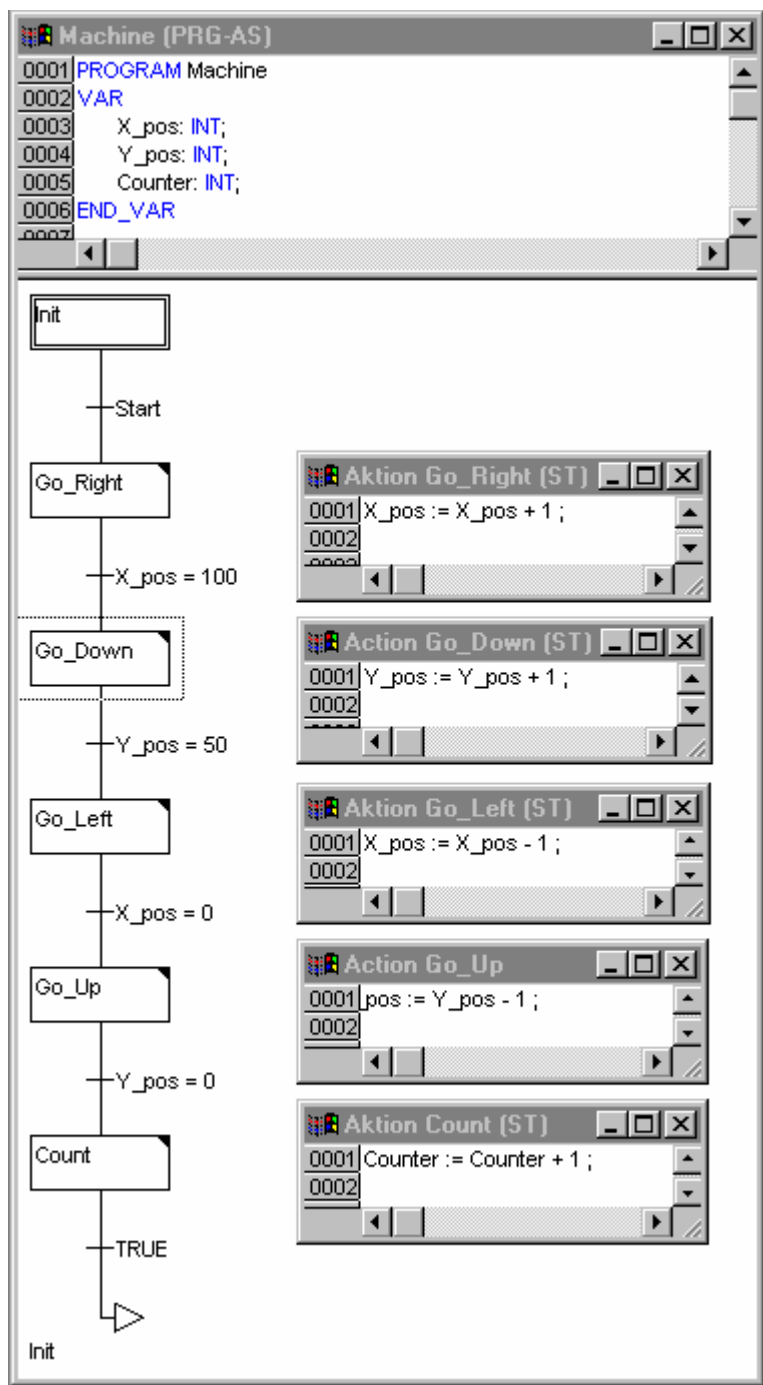 Machine (PRG-AS)
0001 PROGRAM Machine
0002 VAR
0003 X_pos: INT;
0004 Y_pos: INT;
0005 Counter: INT;
0006 END_VAR
0007
Init
Start
Go_Right
Aktion Go_Right (ST)
0001 X_pos := X_pos + 1 ;
0002
0003
X_pos = 100
Go_Down
Action Go_Down (ST)
0001 Y_pos := Y_pos + 1 ;
0002
Y_pos = 50
Go_Left
Aktion Go_Left (ST)
0001 X_pos := X_pos - 1 ;
0002
X_pos = 0
Go_Up
Action Go_Up
0001 _pos := Y_pos - 1 ;
0002
Y_pos = 0
Count
Aktion Count (ST)
0001 Counter := Counter + 1 ;
0002
TRUE
Init